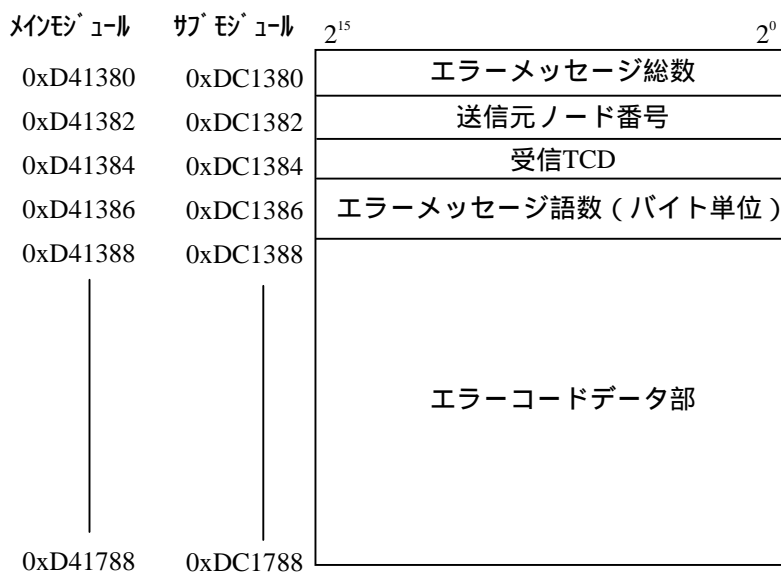 ﾒｲﾝﾓｼﾞｭｰﾙ ｻﾌﾞﾓｼﾞｭｰﾙ 2^15 2^0
0xD41380 0xDC1380 エラーメッセージ総数
0xD41382 0xDC1382 送信元ノード番号
0xD41384 0xDC1384 受信TCD
0xD41386 0xDC1386 エラーメッセージ語数(バイト単位)
0xD41388 0xDC1388
エラーコードデータ部
0xD41788 0xDC1788